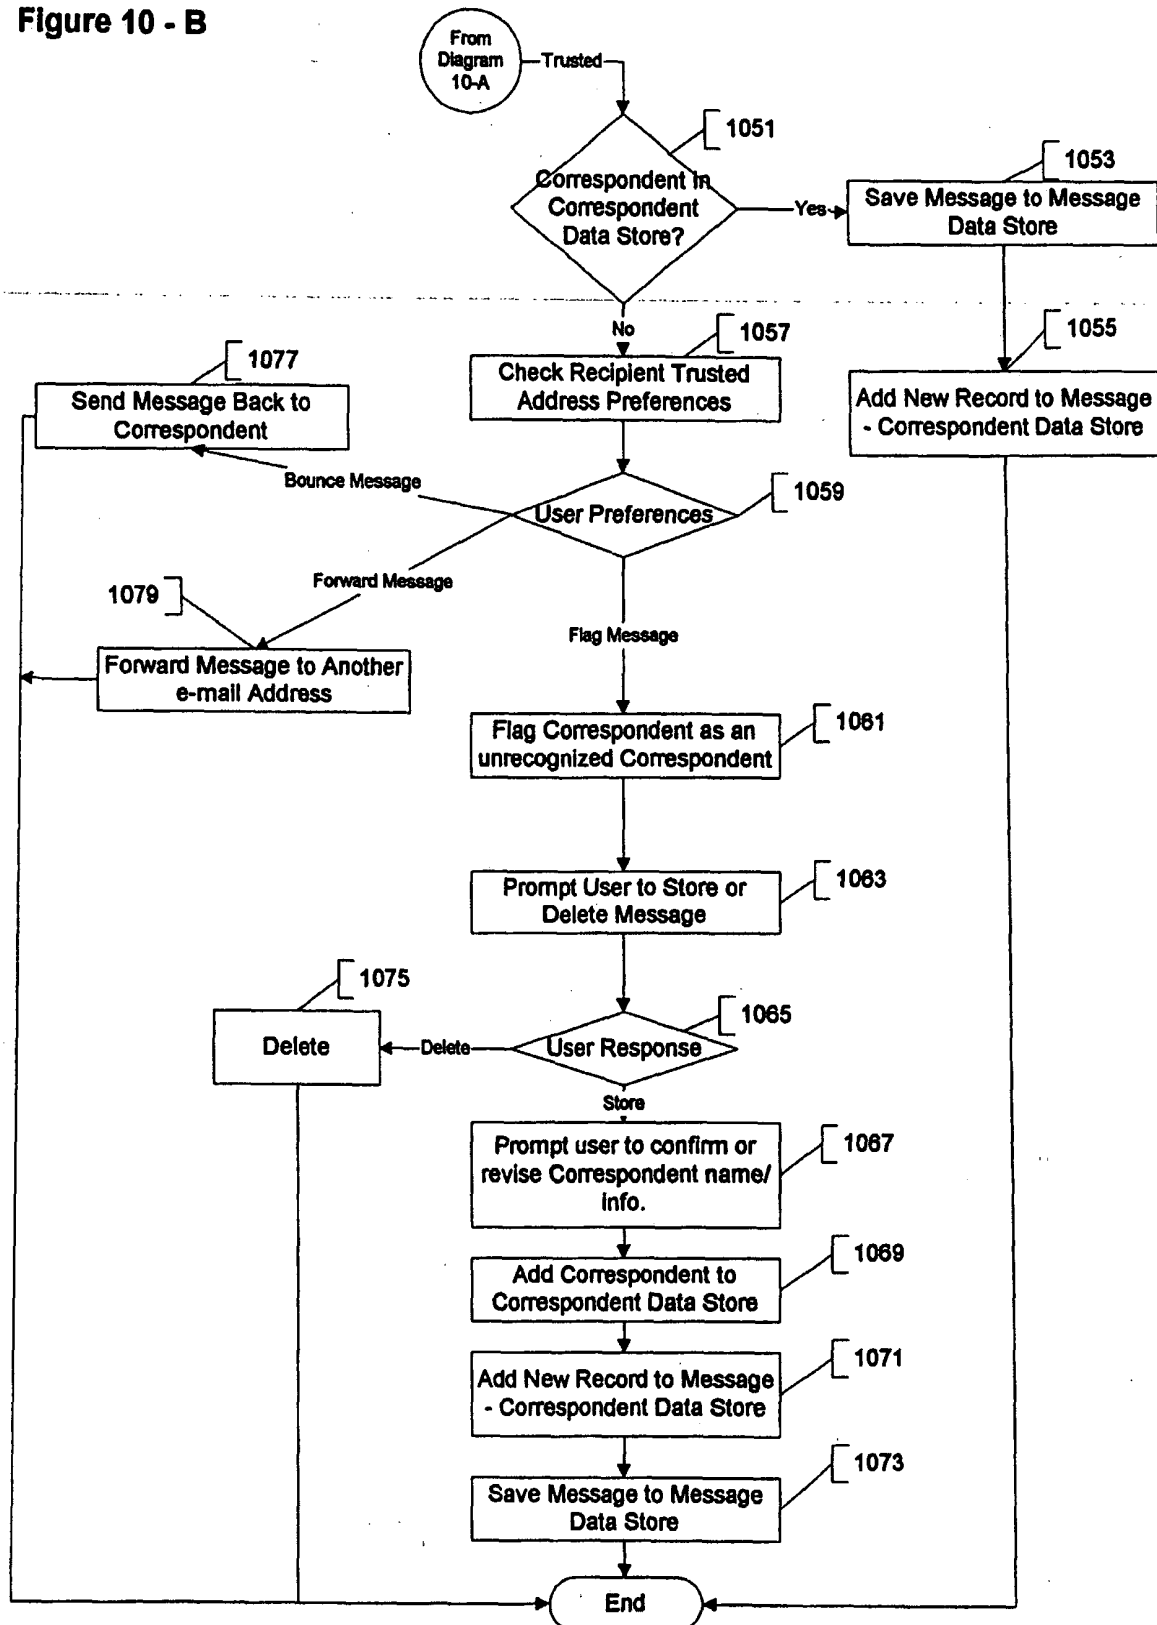 Figure 10 - B
From
Diagram
10-A
Trusted
1051
Correspondent in
Correspondent
Data Store?
Yes
1053
Save Message to Message
Data Store
No
1057
1055
1077
Check Recipient Trusted
Address Preferences
Add New Record to Message
- Correspondent Data Store
Send Message Back to
Correspondent
Bounce Message
1059
User Preferences
Forward Message
1079
Flag Message
Forward Message to Another
e-mail Address
1061
Flag Correspondent as an
unrecognized Correspondent
1063
Prompt User to Store or
Delete Message
1075
1065
Delete
Delete
User Response
Store
1067
Prompt user to confirm or
revise Correspondent name/
info.
1069
Add Correspondent to
Correspondent Data Store
1071
Add New Record to Message
- Correspondent Data Store
1073
Save Message to Message
Data Store
End